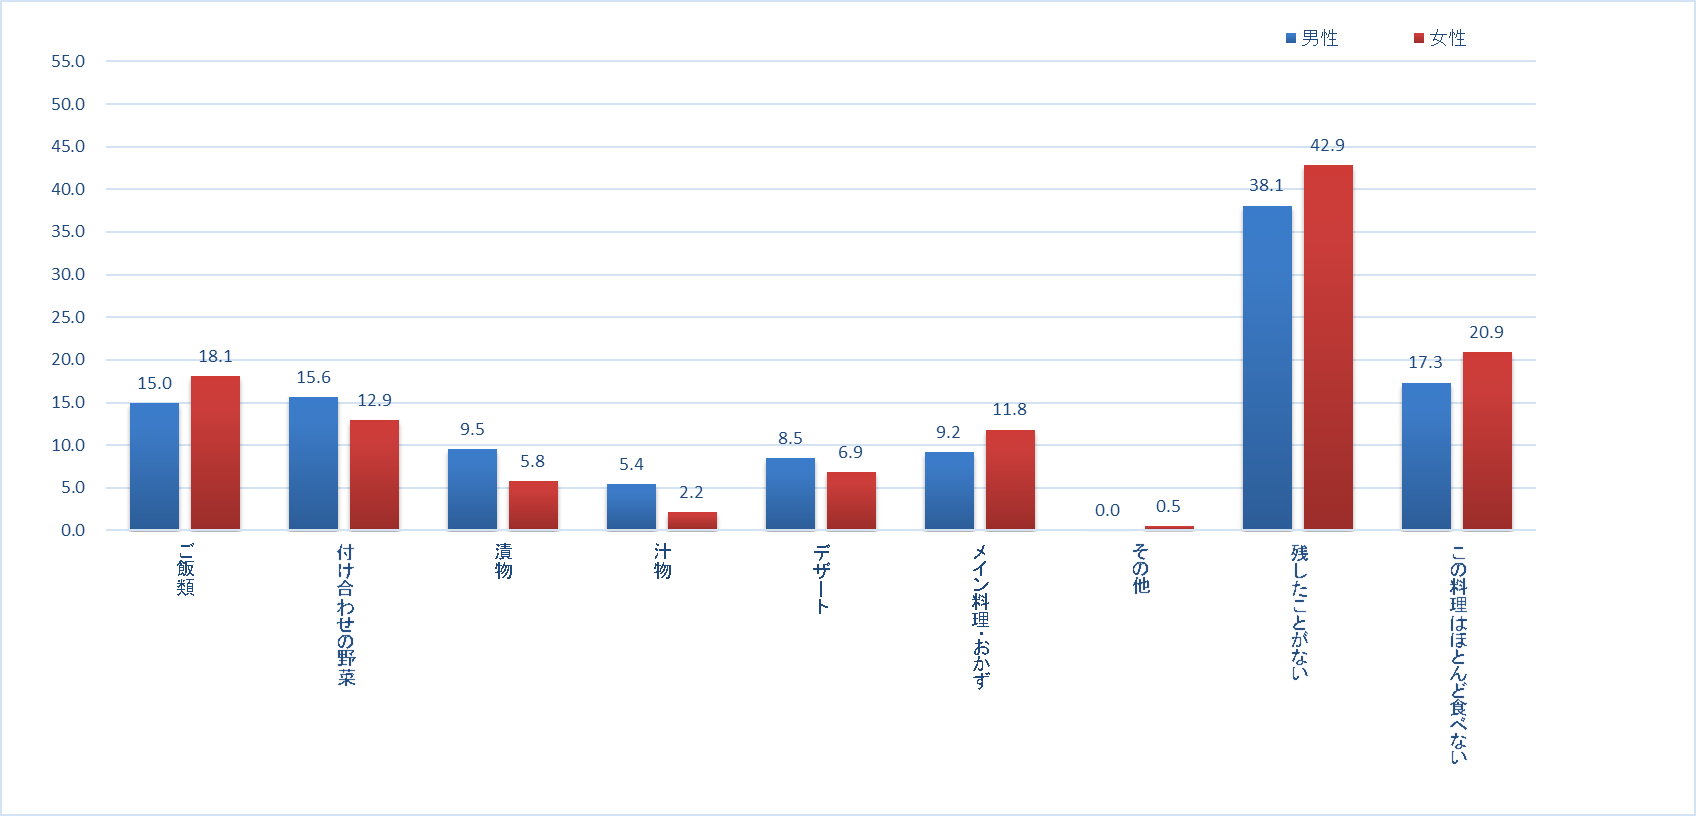 男性 女性
55.0
50.0
45.0
40.0
35.0
30.0
25.0
20.0
15.0
10.0
5.0
0.0
15.0 18.1
15.6 12.9
9.5 5.8
5.4 2.2
8.5 6.9
9.2 11.8
0.0 0.5
38.1 42.9
17.3 20.9
ご飯類
付け合わせの野菜
漬物
汁物
デザート
メイン料理・おかず
その他
残したことがない
この料理はほとんど食べない